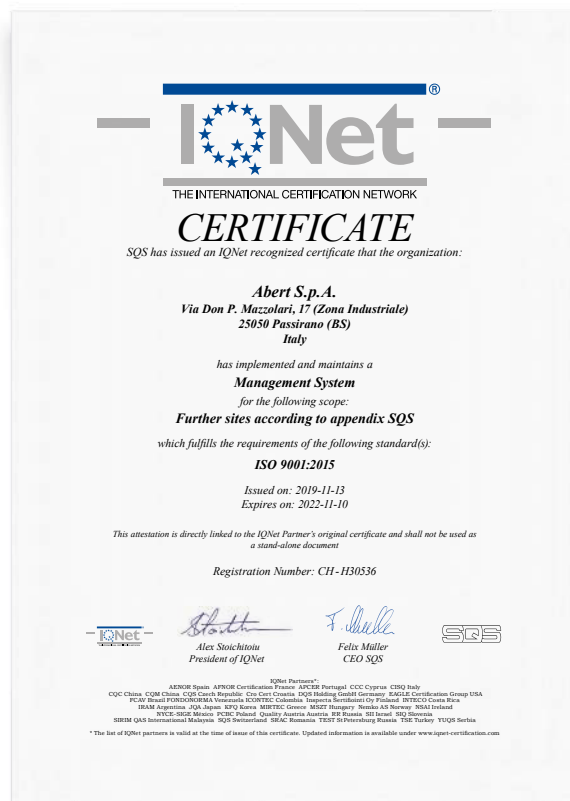 ®
IQNet
THE INTERNATIONAL CERTIFICATION NETWORK
CERTIFICATE
SQS has issued an IQNet recognized certificate that the organization:
Abert S.p.A.
Via Don P. Mazzolari, 17 (Zona Industriale)
25050 Passirano (BS)
Italy
has implemented and maintains a
Management System
for the following scope:
Further sites according to appendix SQS
which fulfills the requirements of the following standard(s):
ISO 9001:2015
Issued on: 2019-11-13
Expires on: 2022-11-10
This attestation is directly linked to the IQNet Partner's original certificate and shall not be used as
a stand-alone document
Registration Number: CH-H30536
IQNet
Alex Stoichitoiu
President of IQNet
F. Müller
Felix Müller
CEO SQS
SQS
IQNet Partners*:
AENOR Spain AFNOR Certification France APCER Portugal CCC Cyprus CISQ Italy
CQC China CQM China CQS Czech Republic Cro Cert Croatia DQS Holding GmbH Germany EAGLE Certification Group USA
FCAV Brazil FONDONORMA Venezuela ICONTEC Colombia Inspecta Sertifiointi Oy Finland INTECO Costa Rica
IRAM Argentina JQA Japan KFQ Korea MIRTEC Greece MSZT Hungary Nemko AS Norway NSAI Ireland
NYCE-SIGE México PCBC Poland Quality Austria Austria RR Russia SII Israel SIQ Slovenia
SIRIM QAS International Malaysia SQS Switzerland SRAC Romania TEST St Petersburg Russia TSE Turkey YUQS Serbia
* The list of IQNet partners is valid at the time of issue of this certificate. Updated information is available under www.iqnet-certification.com